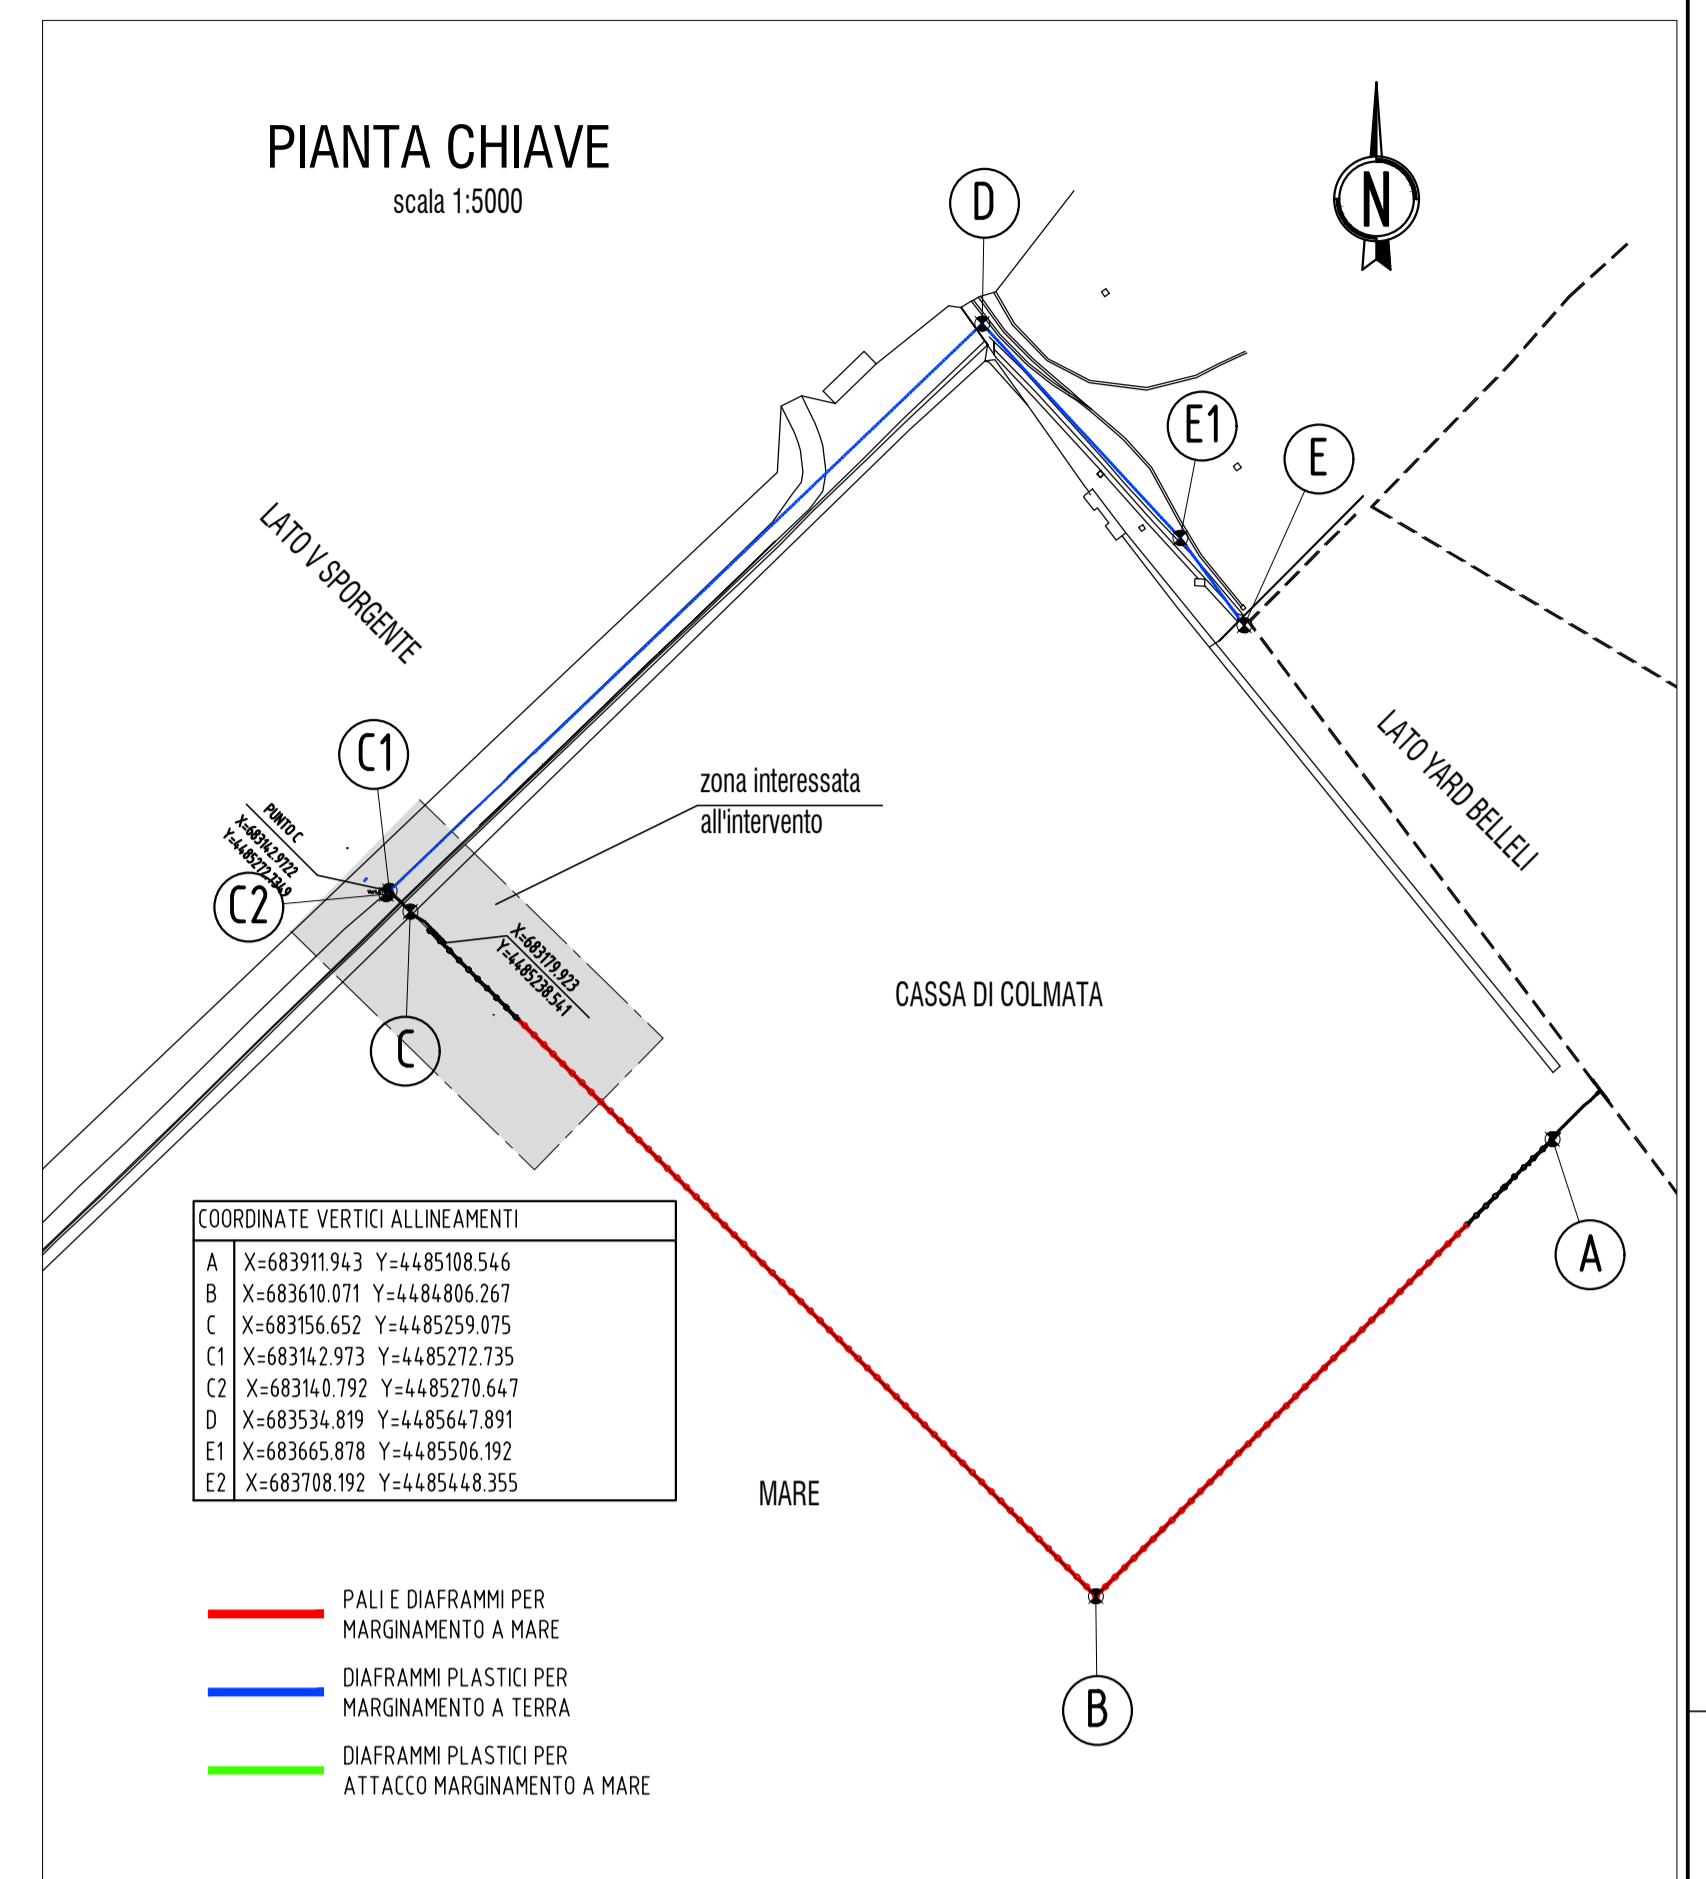 PIANTA CHIAVE
scala 1:5000
D
N
E1
E
LATO V SPORGENTE
C1
zona interessata
all'intervento
LATO YARD BELLELI
PUNTO C
X=683142.9722
Y=4485272.7349
C2
X=683179.923
Y=4485238.541
CASSA DI COLMATA
C
A
COORDINATE VERTICI ALLINEAMENTI
A X=683911.943 Y=4485108.546
B X=683610.071 Y=4484806.267
C X=683156.652 Y=4485259.075
C1 X=683142.973 Y=4485272.735
C2 X=683140.792 Y=4485270.647
D X=683534.819 Y=4485647.891
E1 X=683665.878 Y=4485506.192
E2 X=683708.192 Y=4485448.355
MARE
B
PALI E DIAFRAMMI PER
MARGINAMENTO A MARE
DIAFRAMMI PLASTICI PER
MARGINAMENTO A TERRA
DIAFRAMMI PLASTICI PER
ATTACCO MARGINAMENTO A MARE